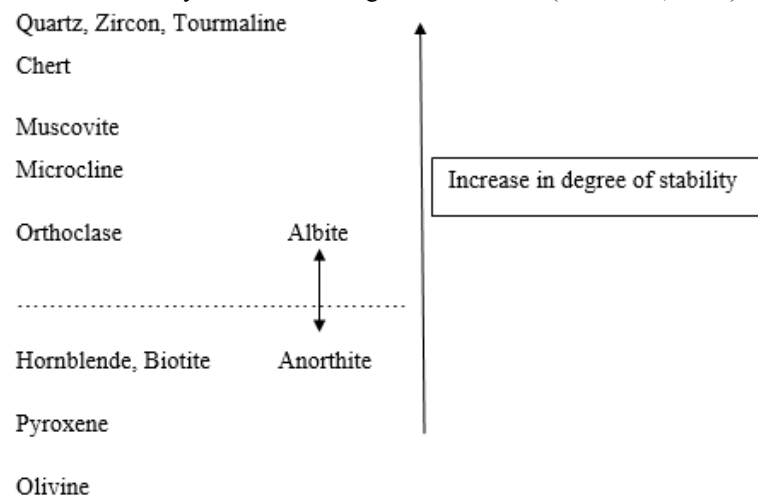 Quartz, Zircon, Tourmaline
Chert
Muscovite
Microcline
Increase in degree of stability
Orthoclase Albite
Hornblende, Biotite Anorthite
Pyroxene
Olivine